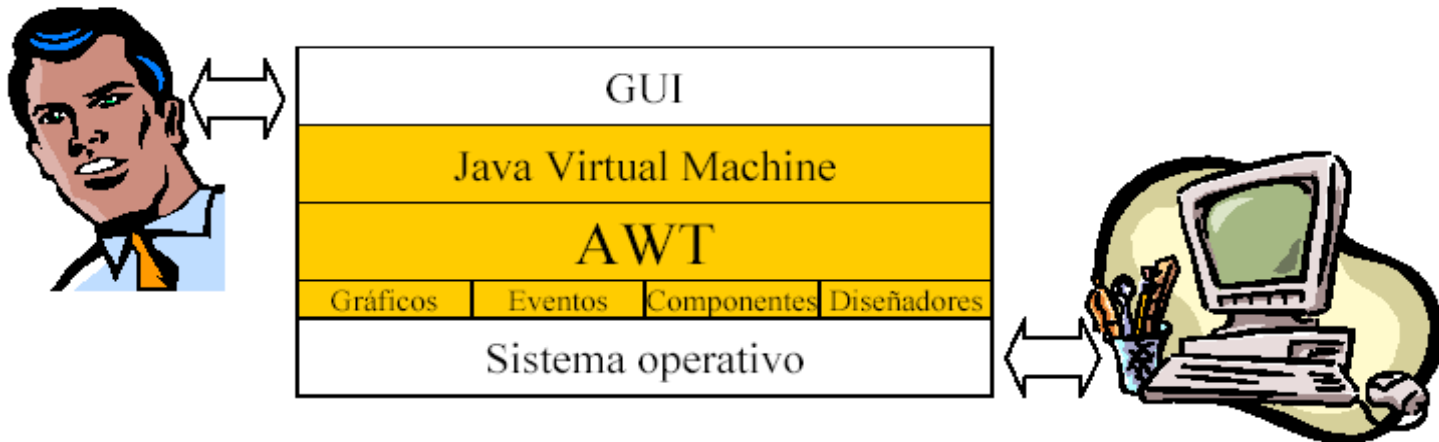 GUI
Java Virtual Machine
AWT
Gráficos Eventos Componentes Diseñadores
Sistema operativo